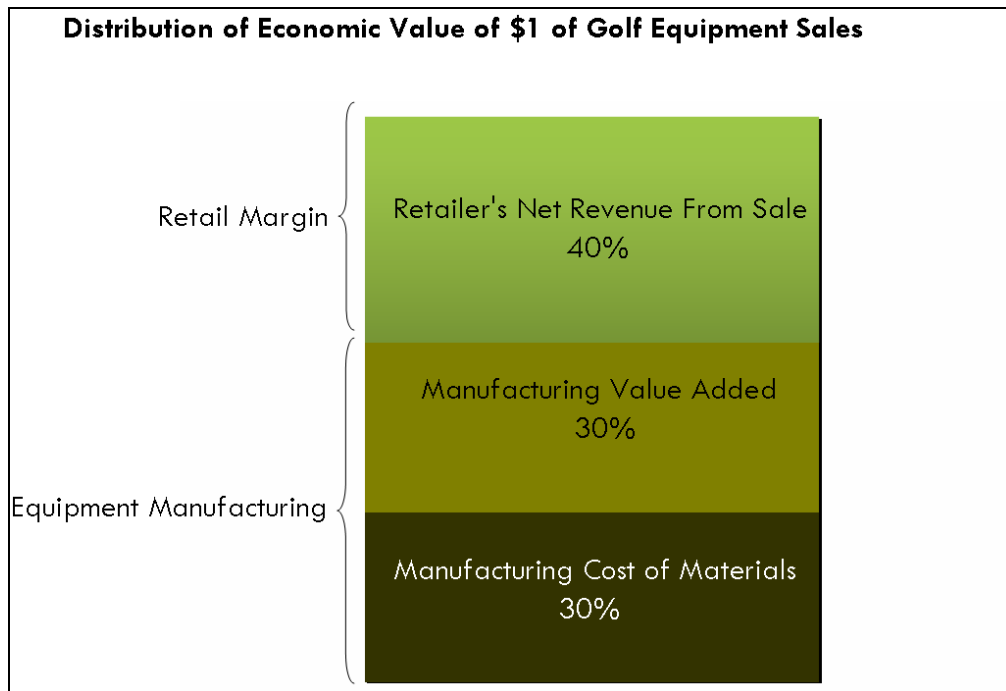 Distribution of Economic Value of $1 of Golf Equipment Sales
Retail Margin
Retailer's Net Revenue From Sale
40%
Manufacturing Value Added
30%
Equipment Manufacturing
Manufacturing Cost of Materials
30%